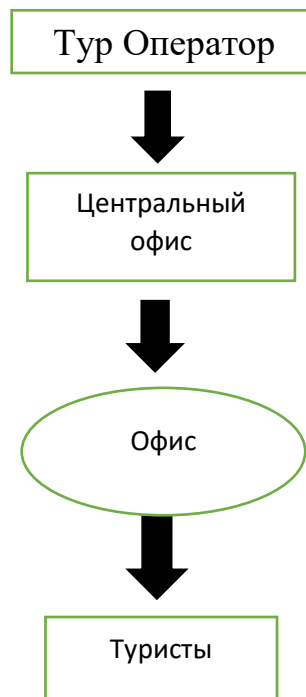 Тур Оператор
Центральный
офис
Офис
Туристы